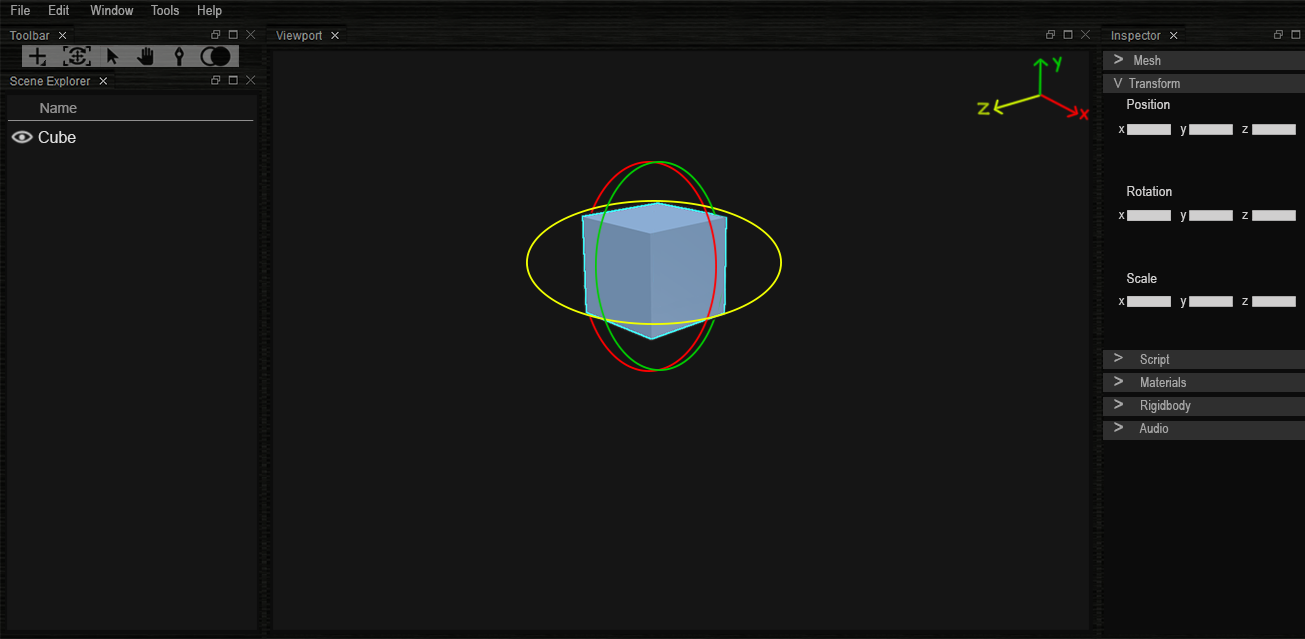 File Edit Window Tools Help
Toolbar
Scene Explorer
Name
Cube
Viewport
y
z
x
Inspector
> Mesh
V Transform
Position
x y z
Rotation
x y z
Scale
x y z
> Script
> Materials
> Rigidbody
> Audio